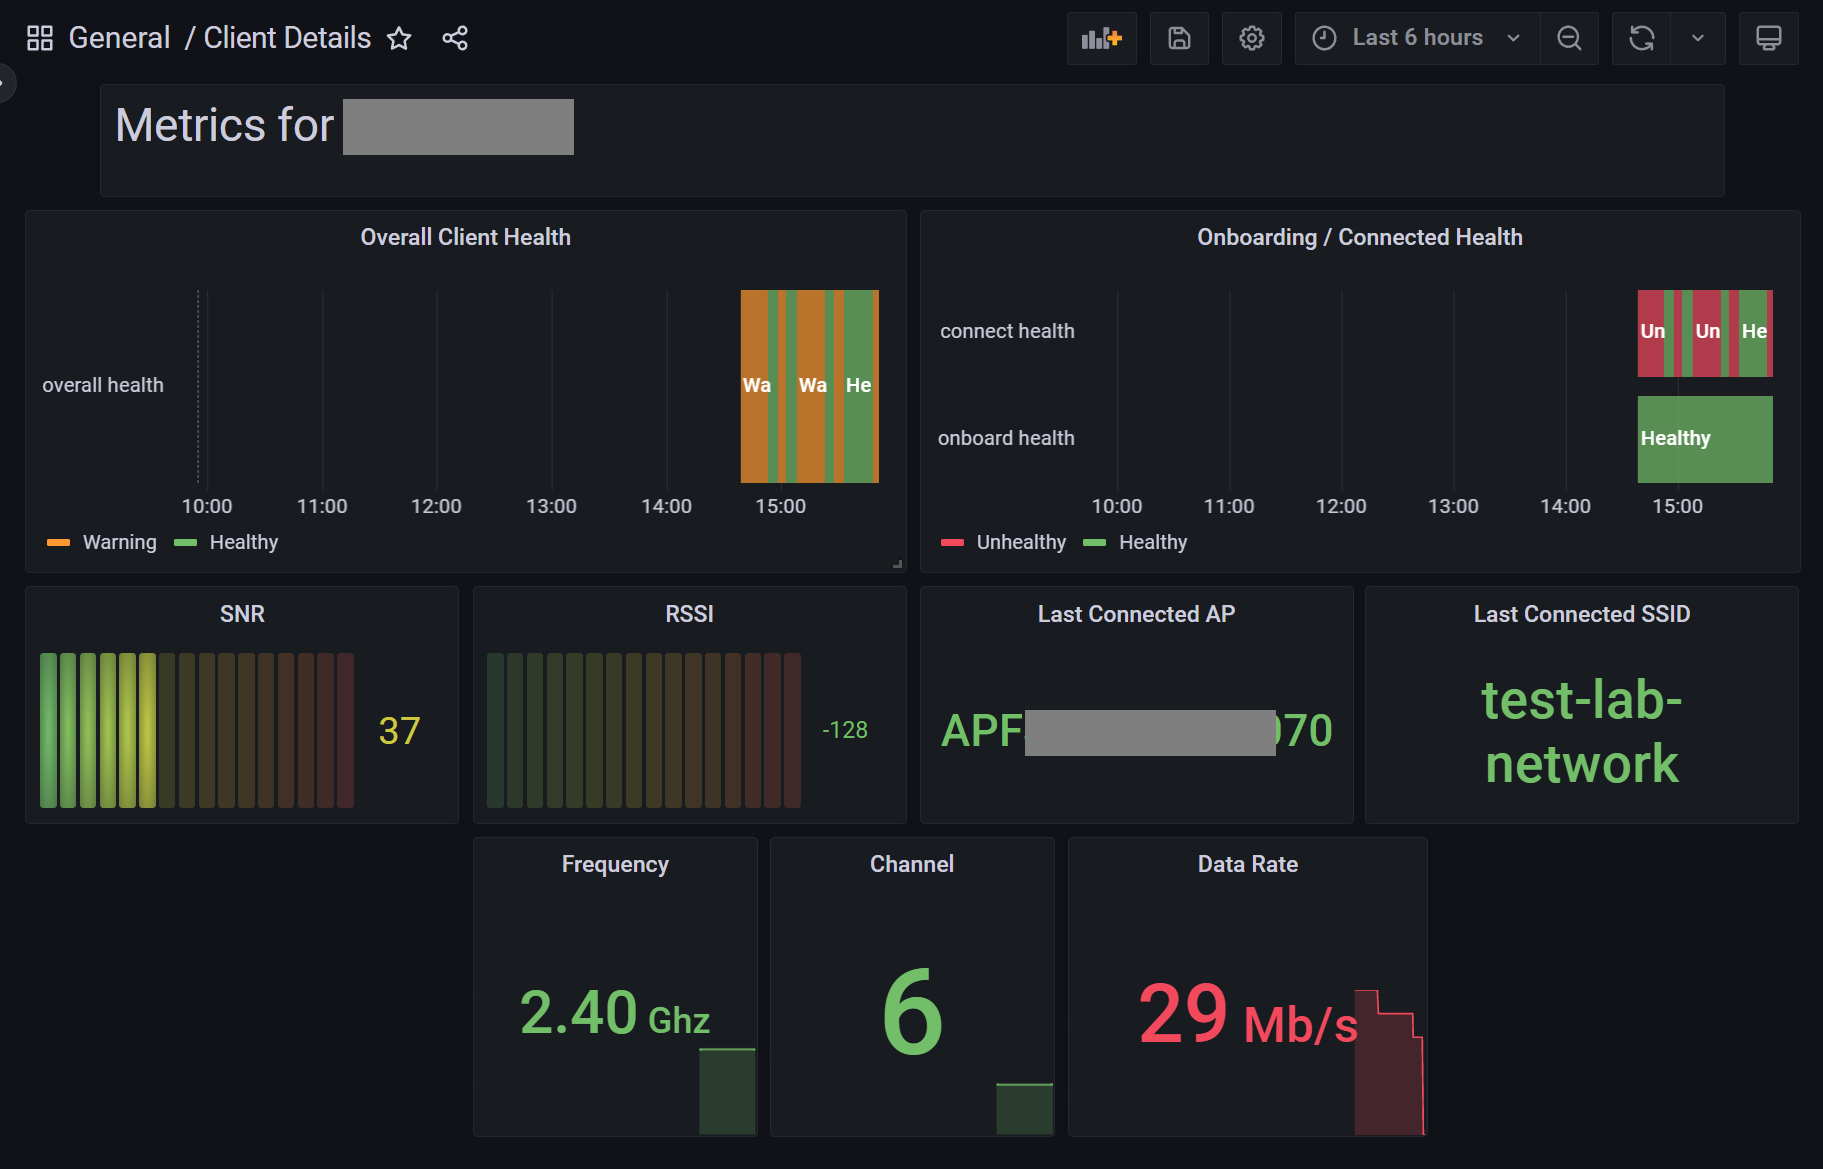 General / Client Details
Last 6 hours
Metrics for
Overall Client Health
overall health
Wa Wa He
10:00 11:00 12:00 13:00 14:00 15:00
Warning Healthy
Onboarding / Connected Health
connect health
Un Un He
onboard health
Healthy
10:00 11:00 12:00 13:00 14:00 15:00
Unhealthy Healthy
SNR
37
RSSI
-128
Last Connected AP
APF 070
Last Connected SSID
test-lab-
network
Frequency
2.40 Ghz
Channel
6
Data Rate
29 Mb/s